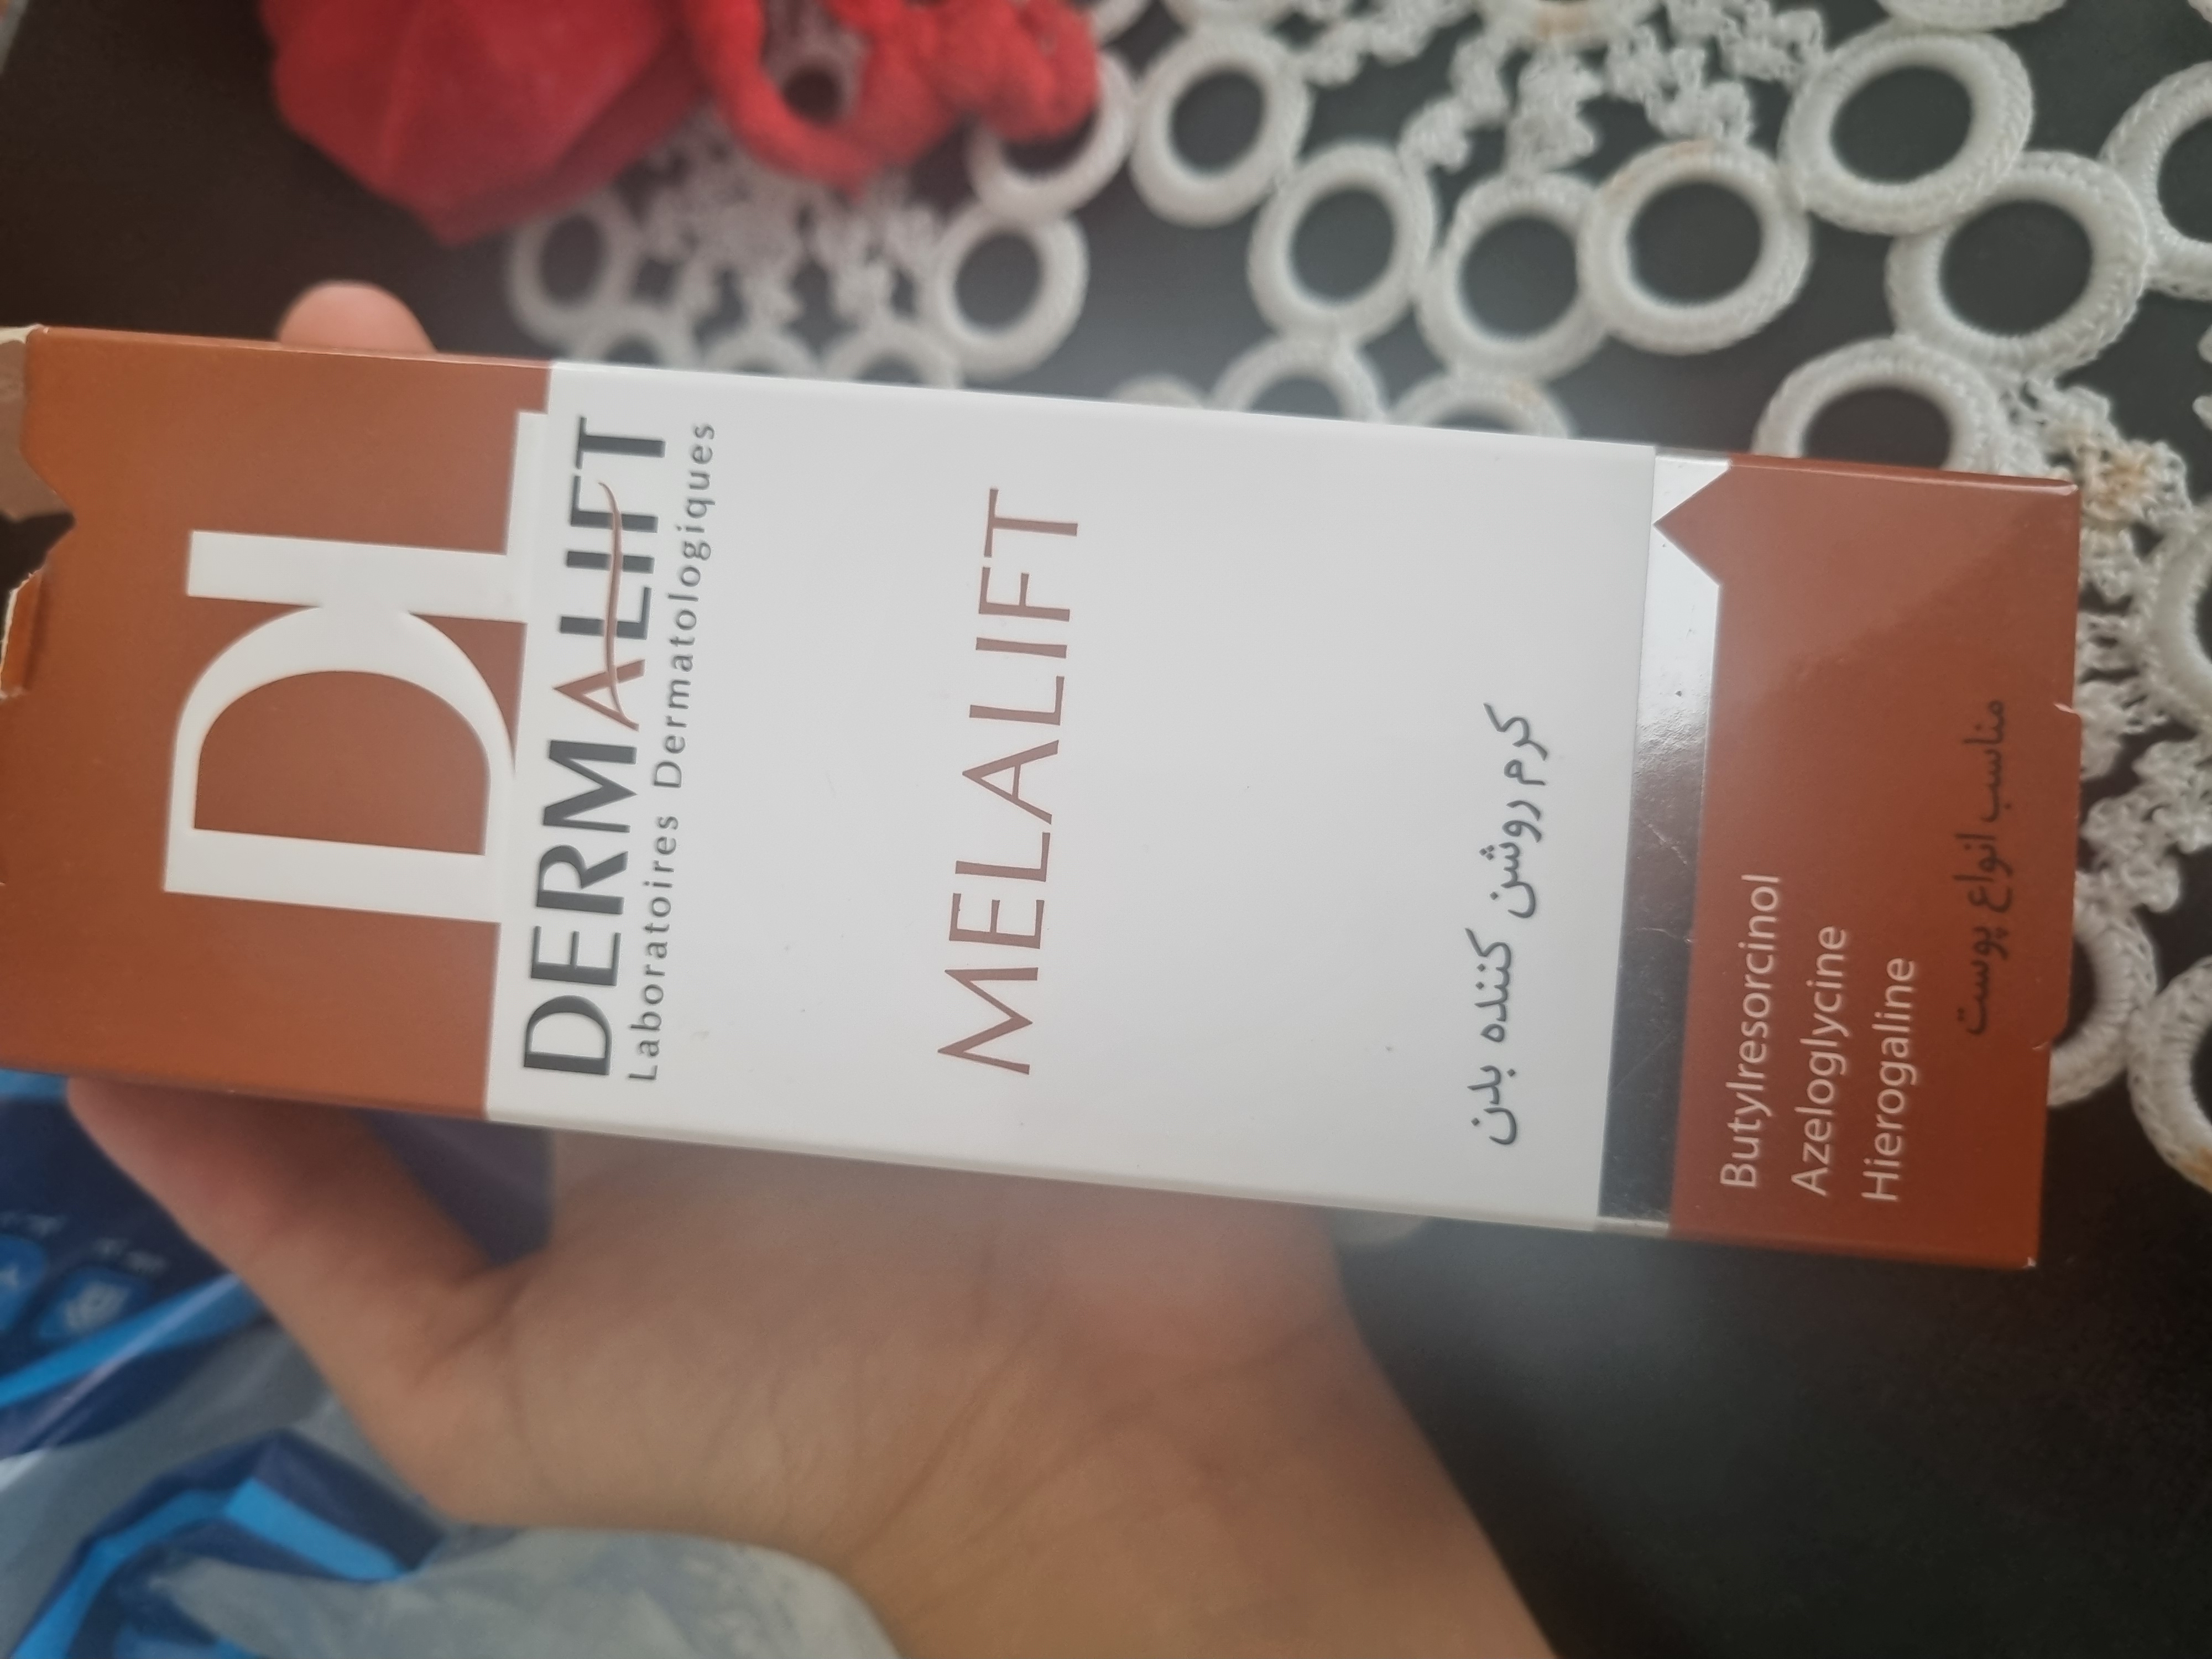 DL
DERMALIFT
Laboratoires Dermatologiques
MELALIFT
کرم روشن کننده بدن
Butylresorcinol
Azeloglycine
Hierogaline
مناسب انواع پوست